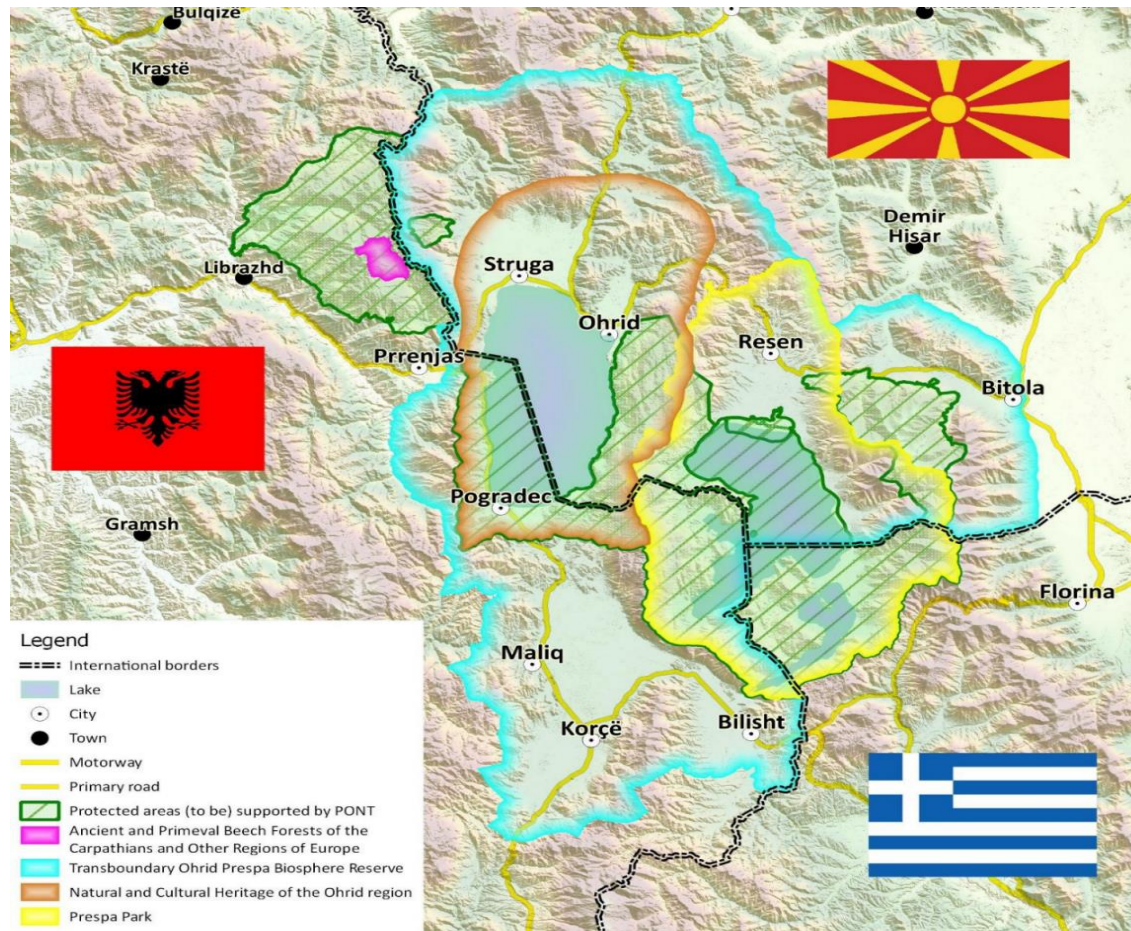 Bulqizë
Krastë
Demir
Hisar
Librazhd
Struga
Ohrid
Resen
Prrenjas
Bitola
Pogradec
Gramsh
Florina
Maliq
Korçë
Bilisht
Legend
International borders
Lake
City
Town
Motorway
Primary road
Protected areas (to be) supported by PONT
Ancient and Primeval Beech Forests of the
Carpathians and Other Regions of Europe
Transboundary Ohrid Prespa Biosphere Reserve
Natural and Cultural Heritage of the Ohrid region
Prespa Park